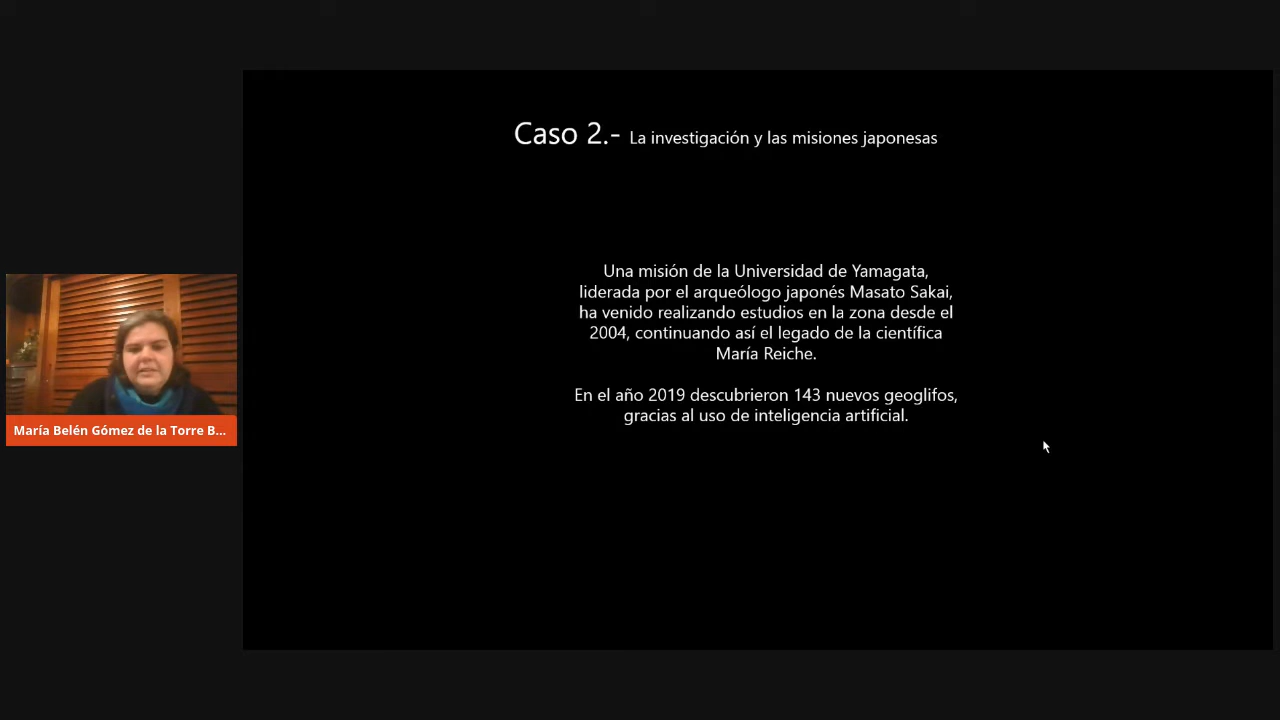 Caso 2.- La investigación y las misiones japonesas
Una misión de la Universidad de Yamagata,
liderada por el arqueólogo japonés Masato Sakai,
ha venido realizando estudios en la zona desde el
2004, continuando así el legado de la científica
María Reiche.
En el año 2019 descubrieron 143 nuevos geoglifos,
gracias al uso de inteligencia artificial.
María Belén Gómez de la Torre B...